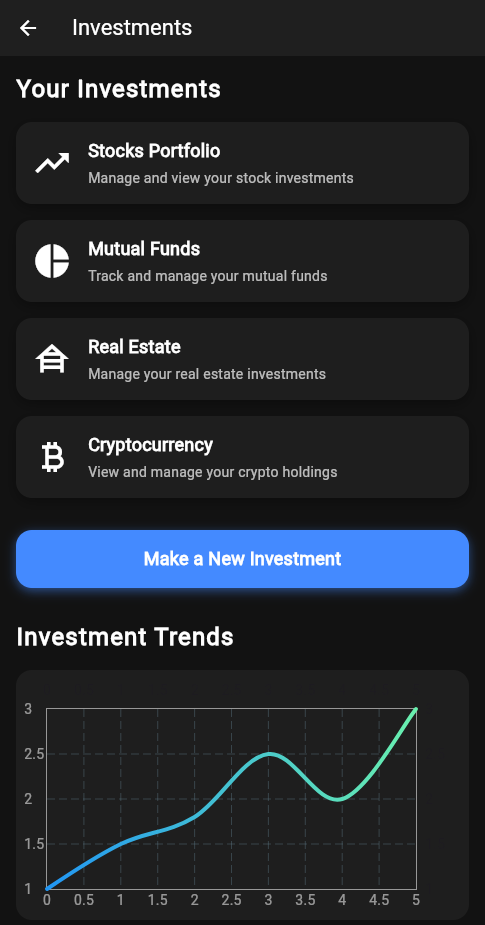 Investments
Your Investments
Stocks Portfolio
Manage and view your stock investments
Mutual Funds
Track and manage your mutual funds
Real Estate
Manage your real estate investments
Cryptocurrency
View and manage your crypto holdings
Make a New Investment
Investment Trends
3
2.5
2
1.5
1
0 0.5 1 1.5 2 2.5 3 3.5 4 4.5 5